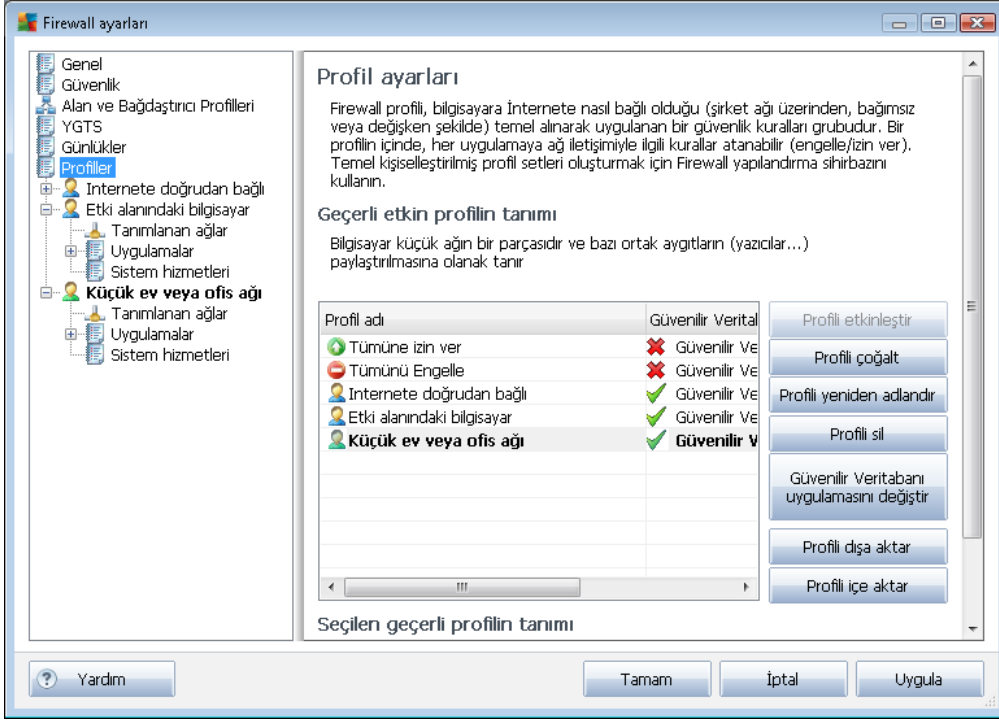 Firewall ayarları
Genel
Güvenlik
Alan ve Bağdaştırıcı Profilleri
YGTS
Günlükler
Profiller
Internete doğrudan bağlı
Etki alanındaki bilgisayar
Tanımlanan ağlar
Uygulamalar
Sistem hizmetleri
Küçük ev veya ofis ağı
Tanımlanan ağlar
Uygulamalar
Sistem hizmetleri
Profil ayarları
Firewall profili, bilgisayara İnternete nasıl bağlı olduğu (şirket ağı üzerinden, bağımsız
veya değişken şekilde) temel alınarak uygulanan bir güvenlik kuralları grubudur. Bir
profilin içinde, her uygulamaya ağ iletişimiyle ilgili kurallar atanabilir (engelle/izin ver).
Temel kişiselleştirilmiş profil setleri oluşturmak için Firewall yapılandırma sihirbazını
kullanın.
Geçerli etkin profilin tanımı
Bilgisayar küçük ağın bir parçasıdır ve bazı ortak aygıtların (yazıcılar...)
paylaştırılmasına olanak tanır
Profil adı Güvenilir Verital
Tümüne izin ver Güvenilir Ve
Tümünü Engelle Güvenilir Ve
Internete doğrudan bağlı Güvenilir Ve
Etki alanındaki bilgisayar Güvenilir Ve
Küçük ev veya ofis ağı Güvenilir V
Profili etkinleştir
Profili çoğalt
Profili yeniden adlandır
Profili sil
Güvenilir Veritabanı
uygulamasını değiştir
Profili dışa aktar
Profili içe aktar
Seçilen geçerli profilin tanımı
Yardım
Tamam
İptal
Uygula